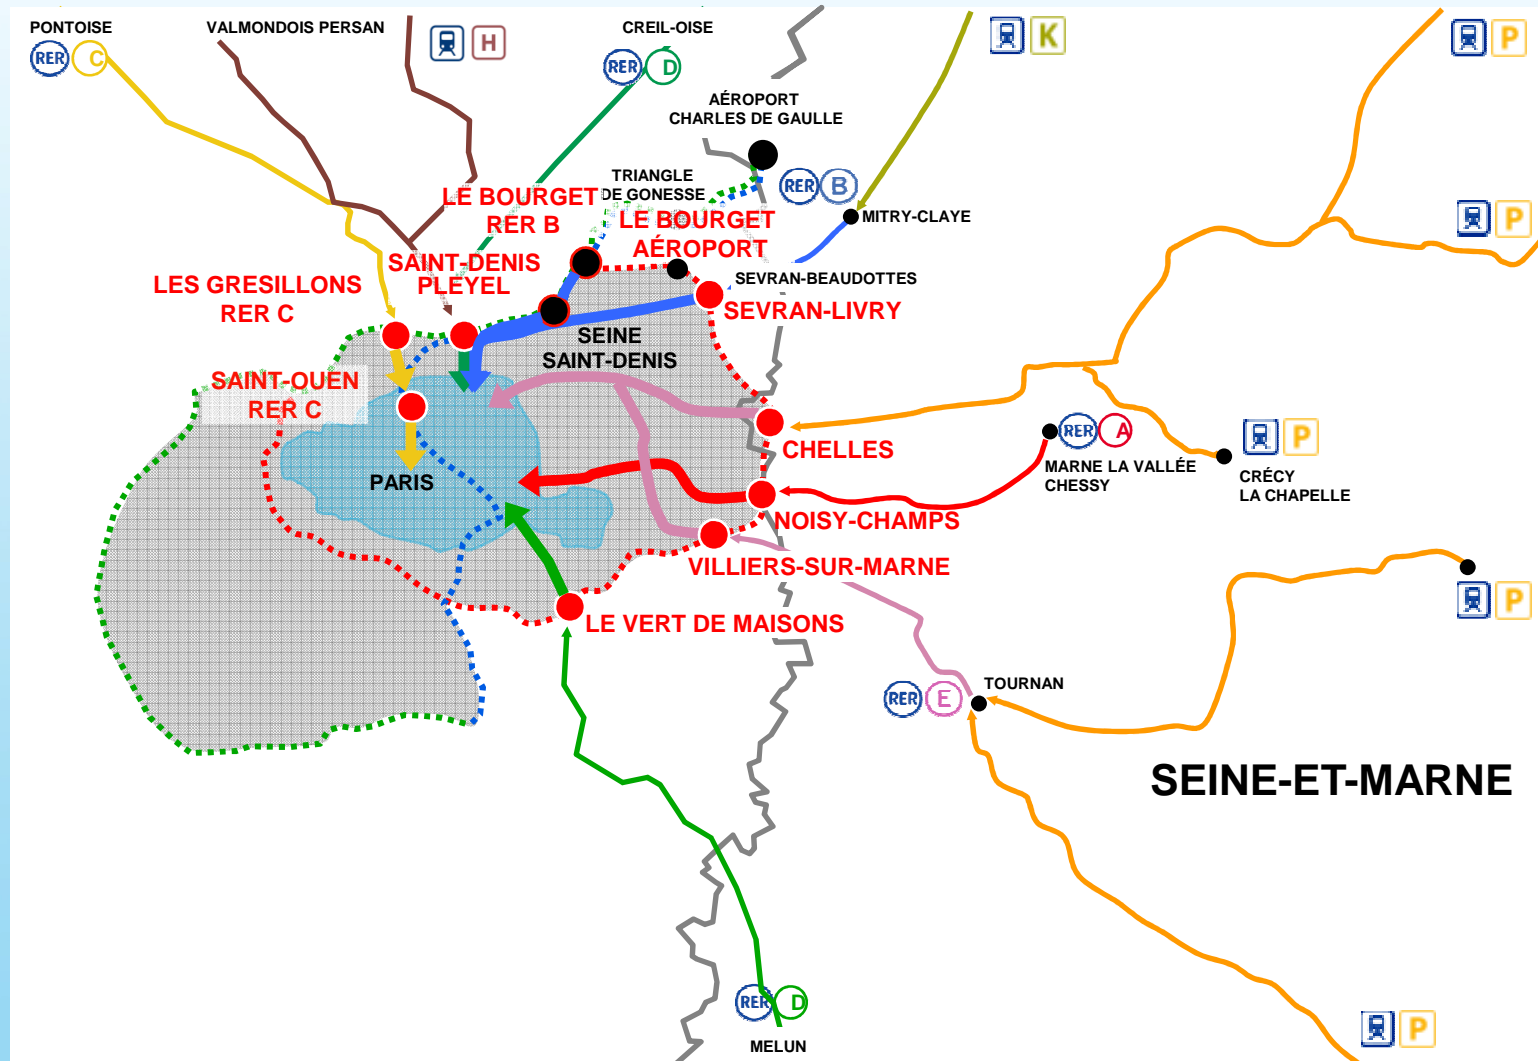 PONTOISE
RER C
VALMONDOIS PERSAN
H
CREIL-OISE
RER D
K
P
AÉROPORT
CHARLES DE GAULLE
TRIANGLE
DE GONESSE
RER B
MITRY-CLAYE
P
LE BOURGET
RER B
LE BOURGET
AÉROPORT
SAINT-DENIS
PLEYEL
LES GRESILLONS
RER C
SEVRAN-BEAUDOTTES
SEVRAN-LIVRY
SEINE
SAINT-DENIS
SAINT-OUEN
RER C
CHELLES
RER A
MARNE LA VALLÉE
CHESSY
P
CRÉCY
LA CHAPELLE
PARIS
NOISY-CHAMPS
VILLIERS-SUR-MARNE
P
LE VERT DE MAISONS
RER E
TOURNAN
SEINE-ET-MARNE
RER D
MELUN
P